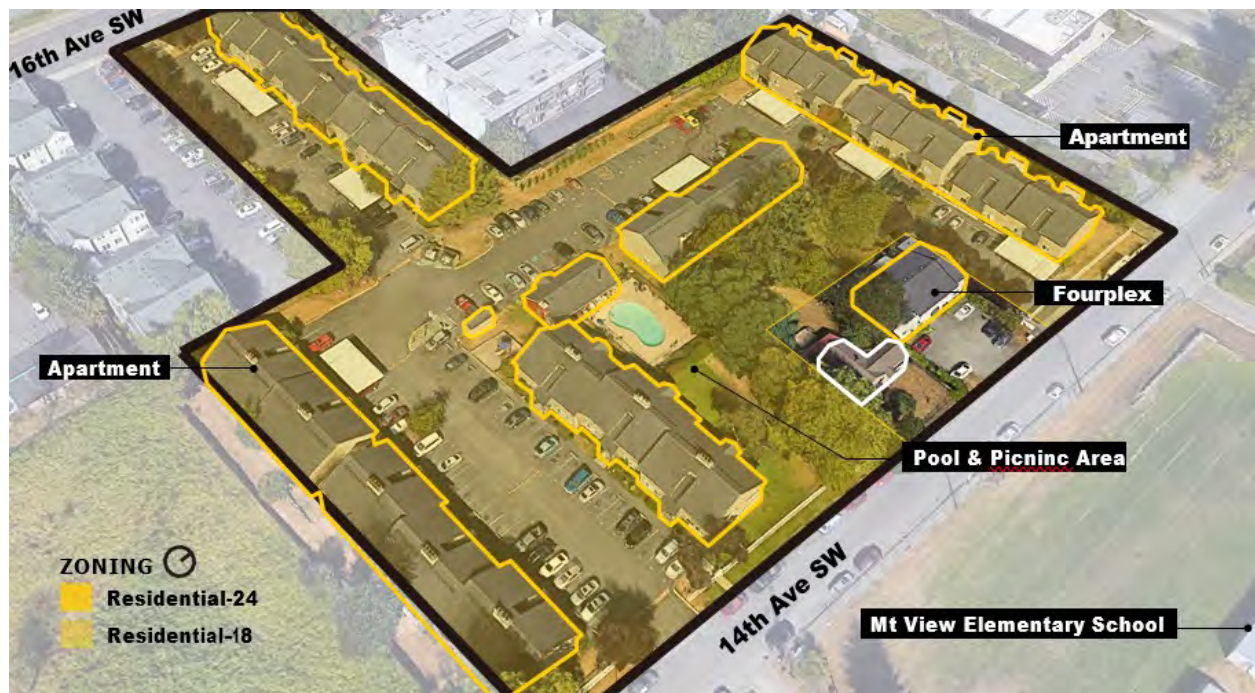 16th Ave SW
Apartment
Fourplex
Apartment
Pool & Picninc Area
14th Ave SW
ZONING
Residential-24
Residential-18
Mt View Elementary School